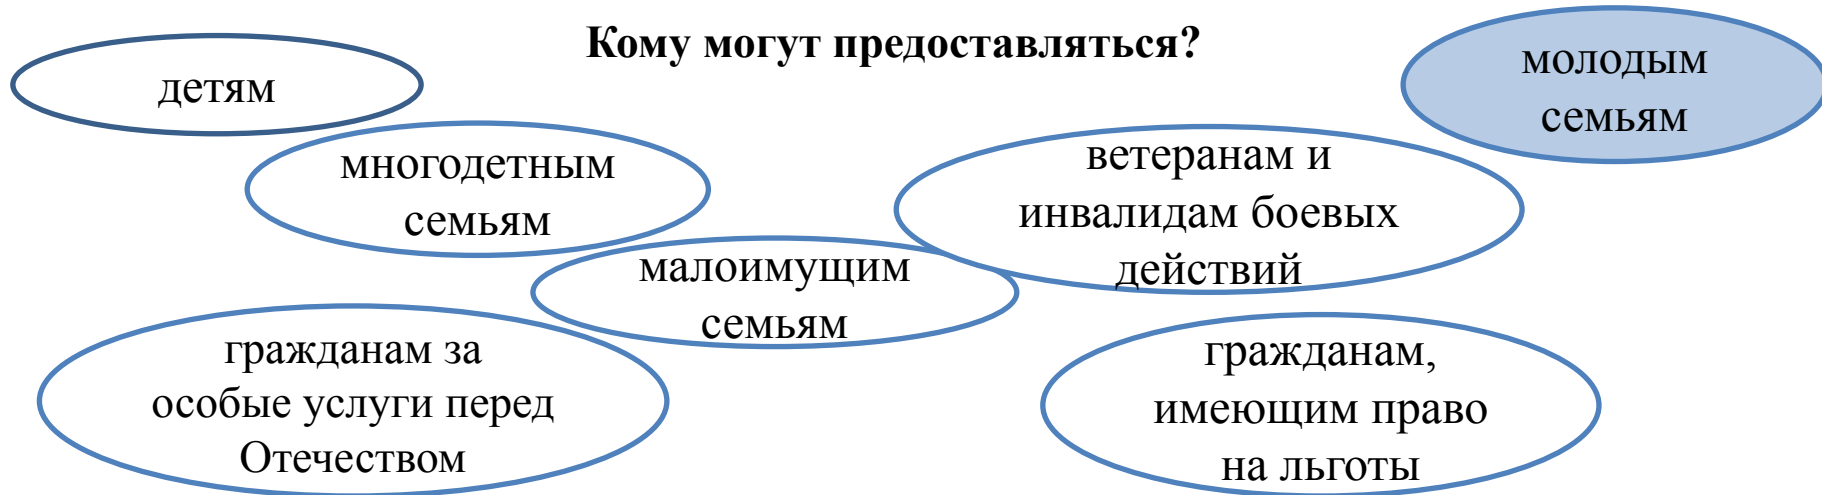 Кому могут предоставляться?
детям
молодым
семьям
многодетным
семьям
ветеранам и
инвалидам боевых
действий
малоимущим
семьям
гражданам за
особые услуги перед
Отечеством
гражданам,
имеющим право
на льготы